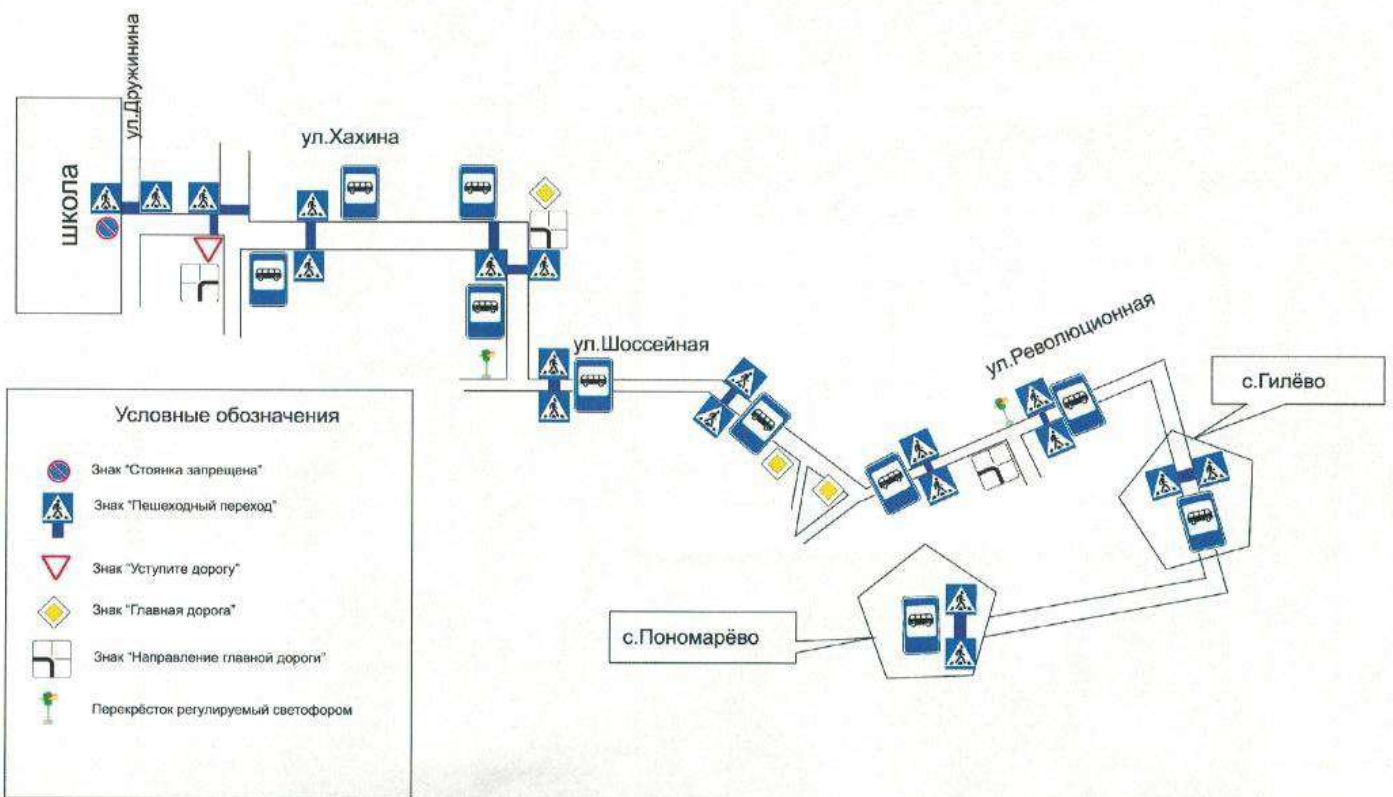 ул.Дружинина
ул.Хахина
школа
ул.Шоссейная
ул.Революционная
с.Гилёво
с.Пономарёво
Условные обозначения
Знак "Стоянка запрещена"
Знак "Пешеходный переход"
Знак "Уступите дорогу"
Знак "Главная дорога"
Знак "Направление главной дороги"
Перекрёсток регулируемый светофором